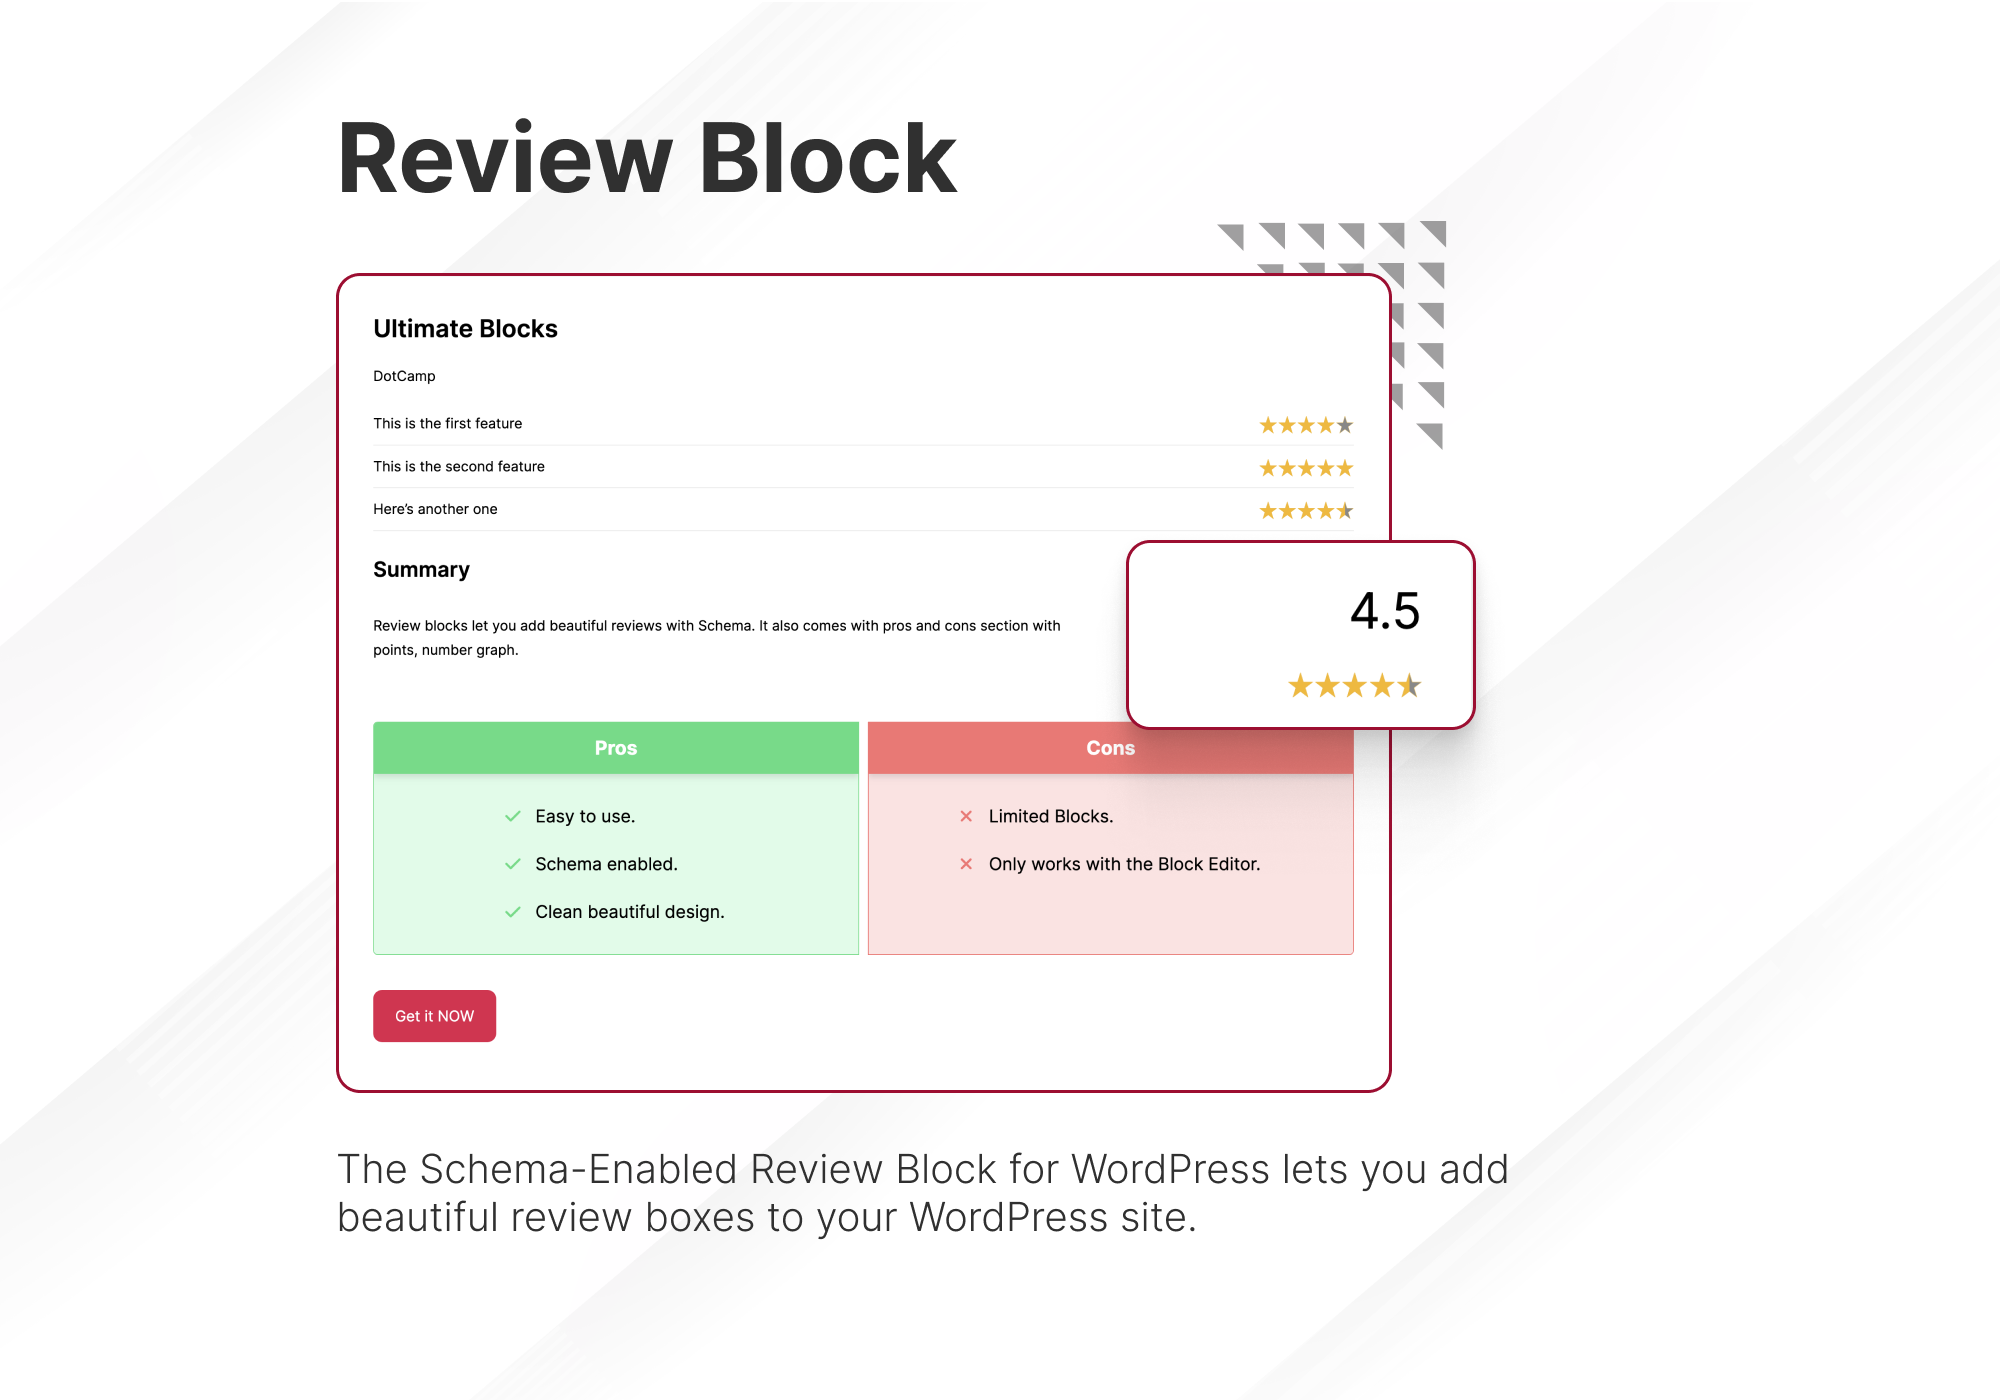 Review Block
Ultimate Blocks
DotCamp
This is the first feature
This is the second feature
Here's another one
Summary
4.5
Review blocks let you add beautiful reviews with Schema. It also comes with pros and cons section with
points, number graph.
Pros
Easy to use.
Schema enabled.
Clean beautiful design.
Cons
Limited Blocks.
Only works with the Block Editor.
Get it NOW
The Schema-Enabled Review Block for WordPress lets you add
beautiful review boxes to your WordPress site.